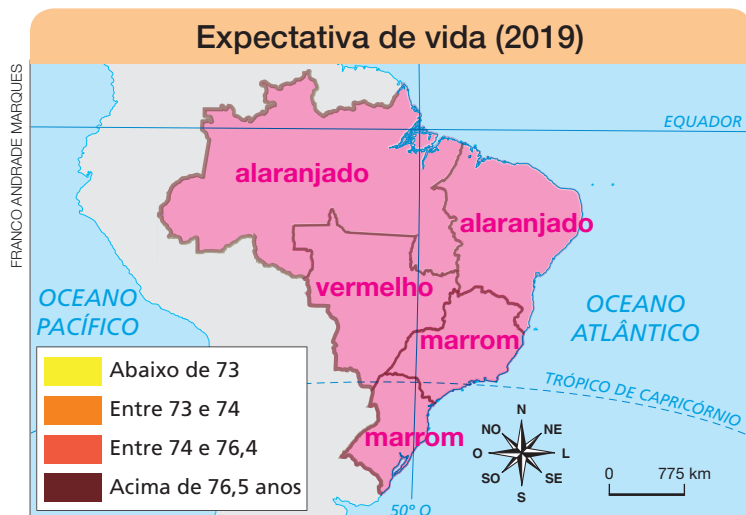 Expectativa de vida (2019)
FRANCO ANDRADE MARQUES
EQUADOR
alaranjado
alaranjado
vermelho
OCEANO
PACÍFICO
OCEANO
ATLÂNTICO
marrom
TRÓPICO DE CAPRICÓRNIO
marrom
Abaixo de 73
Entre 73 e 74
Entre 74 e 76,4
Acima de 76,5 anos
N
NO NE
O L
SO SE
S
0 775 km
50º O